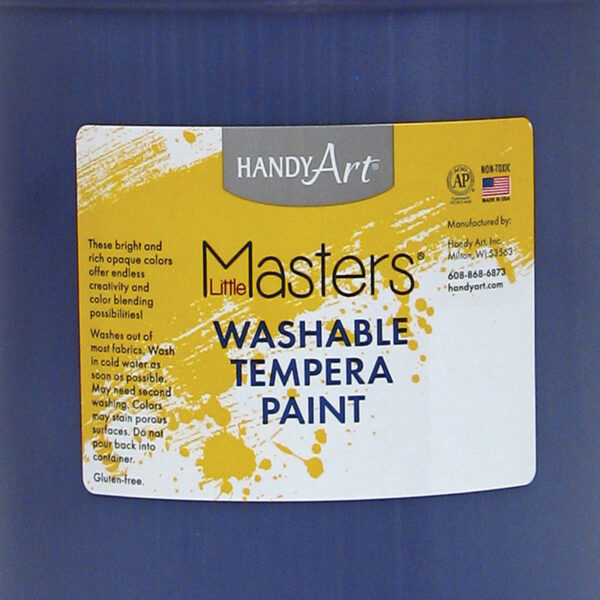 HANDY Art®
AP
NON-TOXIC
MADE IN USA
Manufactured by:
Handy Art, Inc.
Milton, WI 53563
608-868-6873
handyart.com
Little Masters®
WASHABLE
TEMPERA
PAINT
These bright and
rich opaque colors
offer endless
creativity and
color blending
possibilities!
Washes out of
most fabrics. Wash
in cold water as
soon as possible.
May need second
washing. Colors
may stain porous
surfaces. Do not
pour back into
container.
Gluten-free.